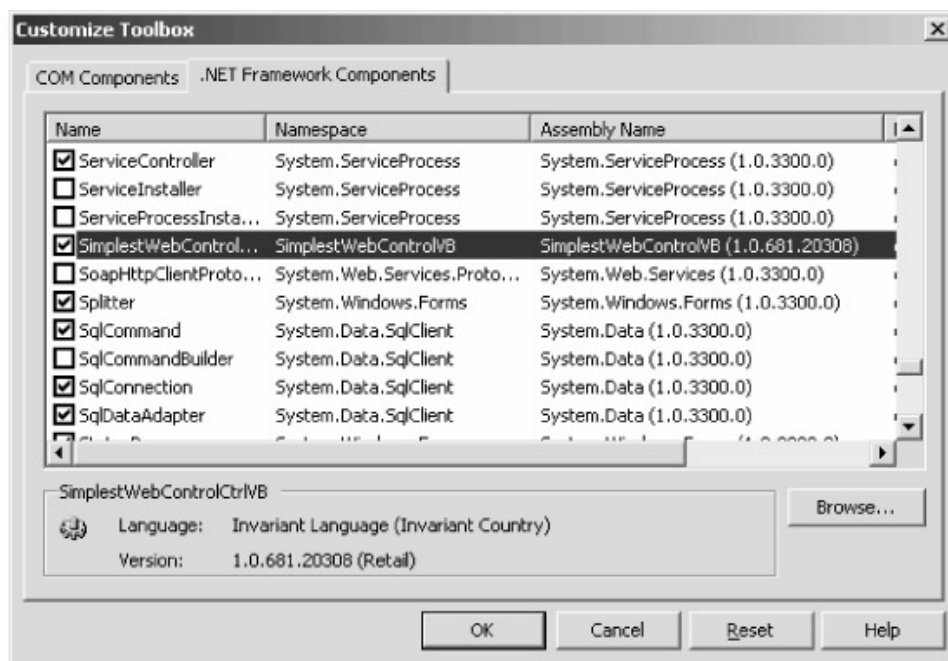 Customize Toolbox
COM Components .NET Framework Components
Name Namespace Assembly Name
ServiceController System.ServiceProcess System.ServiceProcess (1.0.3300.0)
ServiceInstaller System.ServiceProcess System.ServiceProcess (1.0.3300.0)
ServiceProcessInsta... System.ServiceProcess System.ServiceProcess (1.0.3300.0)
SimplestWebControl... SimplestWebControlVB SimplestWebControlVB (1.0.681.20308)
SoapHttpClientProto... System.Web.Services.Proto... System.Web.Services (1.0.3300.0)
Splitter System.Windows.Forms System.Windows.Forms (1.0.3300.0)
SqlCommand System.Data.SqlClient System.Data (1.0.3300.0)
SqlCommandBuilder System.Data.SqlClient System.Data (1.0.3300.0)
SqlConnection System.Data.SqlClient System.Data (1.0.3300.0)
SqlDataAdapter System.Data.SqlClient System.Data (1.0.3300.0)
SimplestWebControlCtrlVB
Browse...
Language: Invariant Language (Invariant Country)
Version: 1.0.681.20308 (Retail)
OK Cancel Reset Help